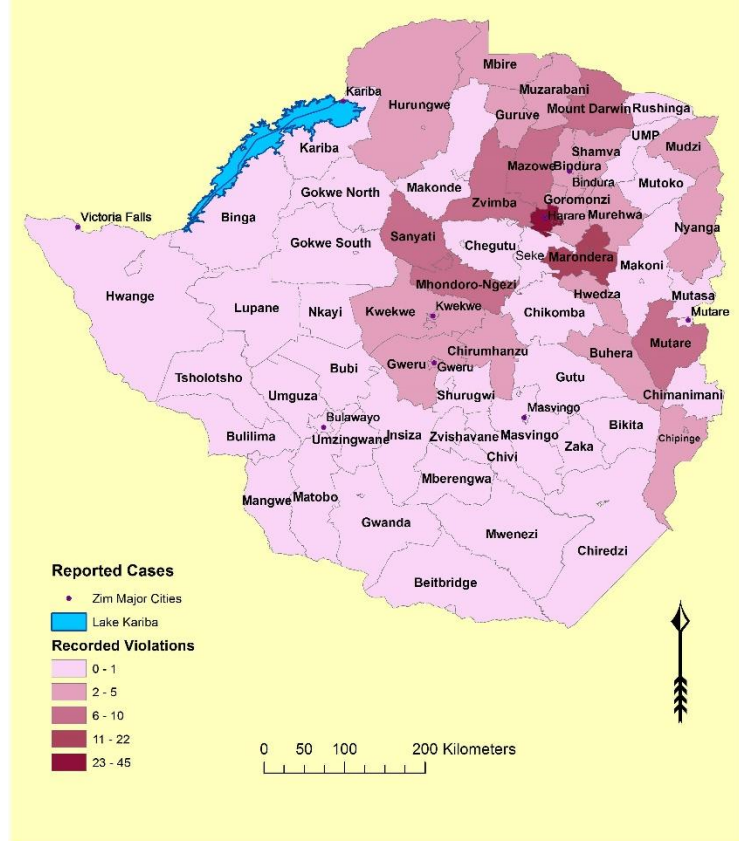 Mbire
Kariba
Muzarabani
Hurungwe
Guruve
Mount Darwin
Rushinga
UMP
Kariba
Shamva
Mudzi
Mazowe
Bindura
Makonde
Bindura
Mutoko
Gokwe North
Goromonzi
Zvimba
Harare
Murehwa
Binga
Victoria Falls
Nyanga
Sanyati
Gokwe South
Chegutu
Seke
Marondera
Makoni
Mhondoro-Ngezi
Hwange
Hwedza
Mutasa
Lupane
Nkayi
Kwekwe
Kwekwe
Chikomba
Mutare
Mutare
Chirumhanzu
Buhera
Gweru
Gweru
Bubi
Tsholotsho
Gutu
Umguza
Shurugwi
Chimanimani
Bulawayo
Masvingo
Bikita
Bulilima
Umzingwane
Insiza
Zvishavane
Masvingo
Chipinge
Zaka
Chivi
Mberengwa
Mangwe
Matobo
Gwanda
Mwenezi
Chiredzi
Beitbridge
Reported Cases
Zim Major Cities
Lake Kariba
Recorded Violations
0 - 1
2 - 5
6 - 10
11 - 22
23 - 45
0 50 100 200 Kilometers